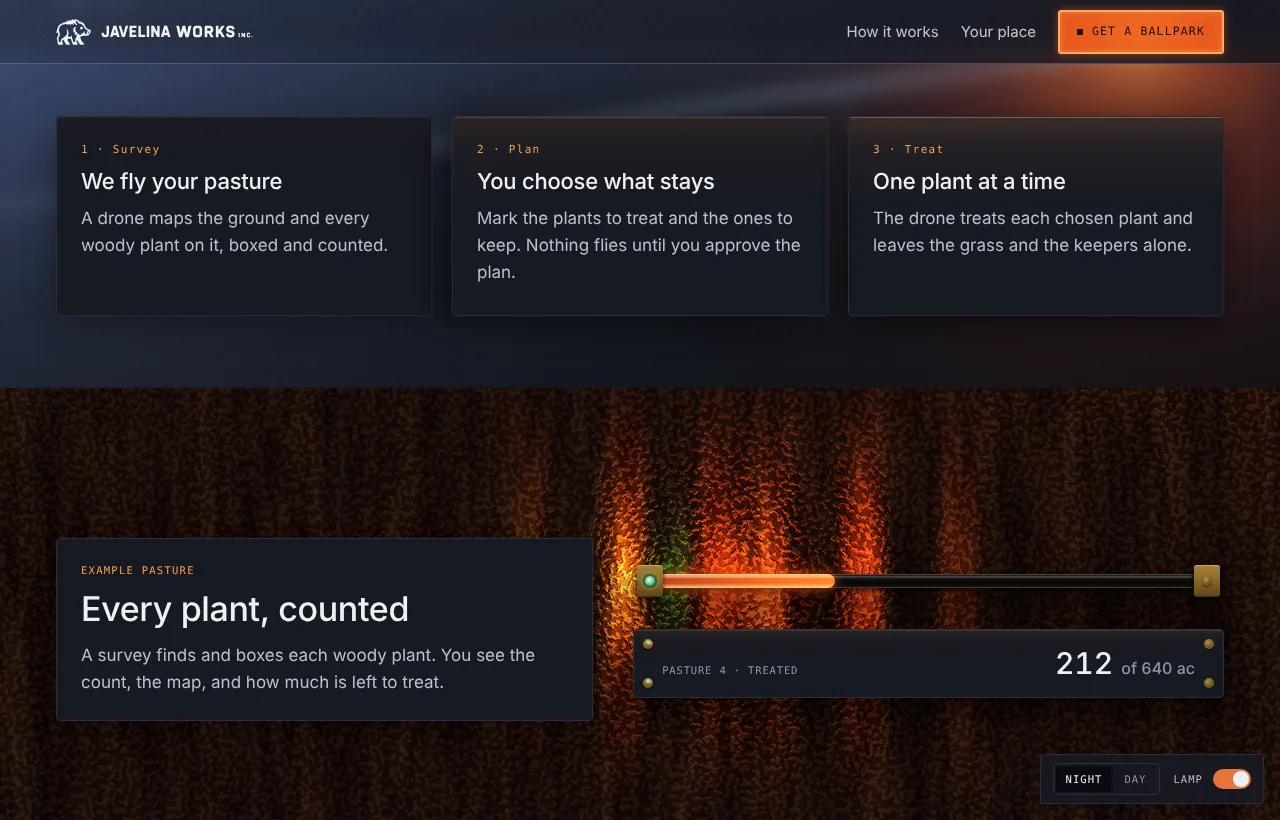 JAVELINA WORKS INC.
How it works
Your place
GET A BALLPARK
1 · Survey
We fly your pasture
A drone maps the ground and every
woody plant on it, boxed and counted.
2 · Plan
You choose what stays
Mark the plants to treat and the ones to
keep. Nothing flies until you approve the
plan.
3 · Treat
One plant at a time
The drone treats each chosen plant and
leaves the grass and the keepers alone.
EXAMPLE PASTURE
Every plant, counted
A survey finds and boxes each woody plant. You see the
count, the map, and how much is left to treat.
PASTURE 4 · TREATED
212 of 640 ac
NIGHT
DAY
LAMP